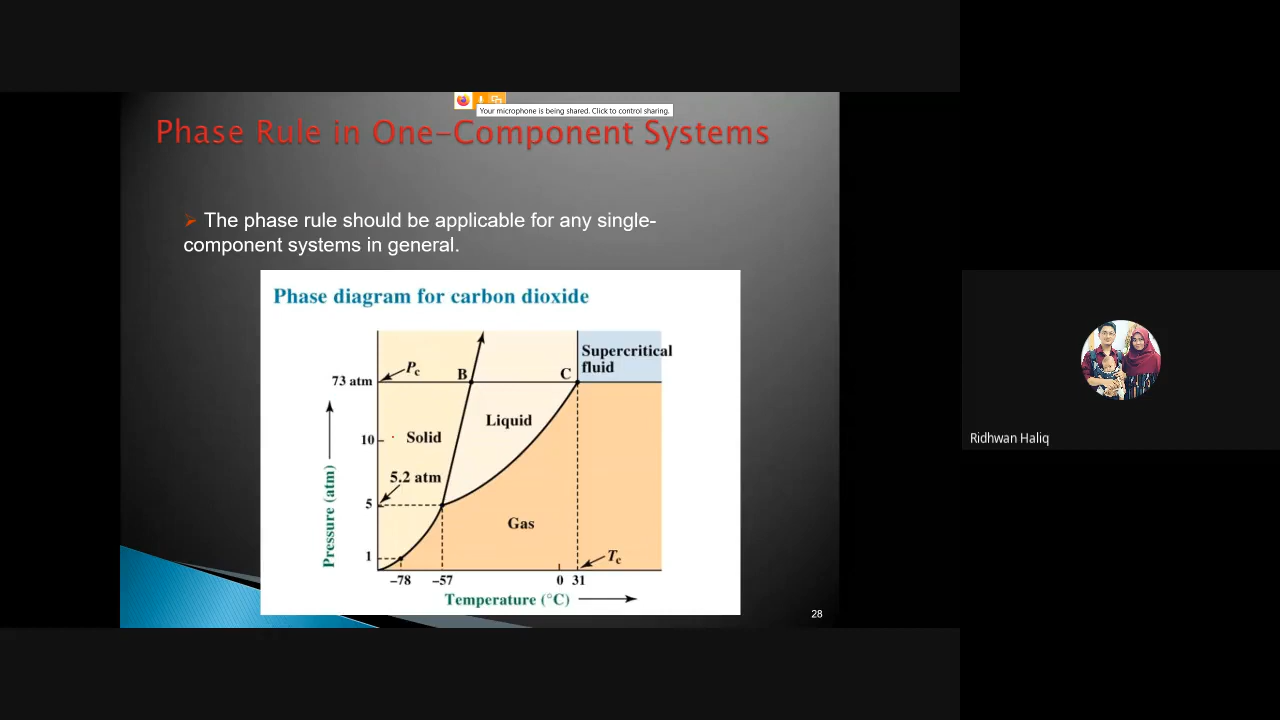 Your microphone is being shared. Click to control sharing.
Phase Rule in One-Component Systems
The phase rule should be applicable for any single-
component systems in general.
Phase diagram for carbon dioxide
Supercritical
fluid
Pc
B
C
73 atm
Liquid
Solid
10
5.2 atm
5
Gas
1
Tc
-78
-57
0
31
Pressure (atm)
Temperature (°C)
28
Ridhwan Haliq